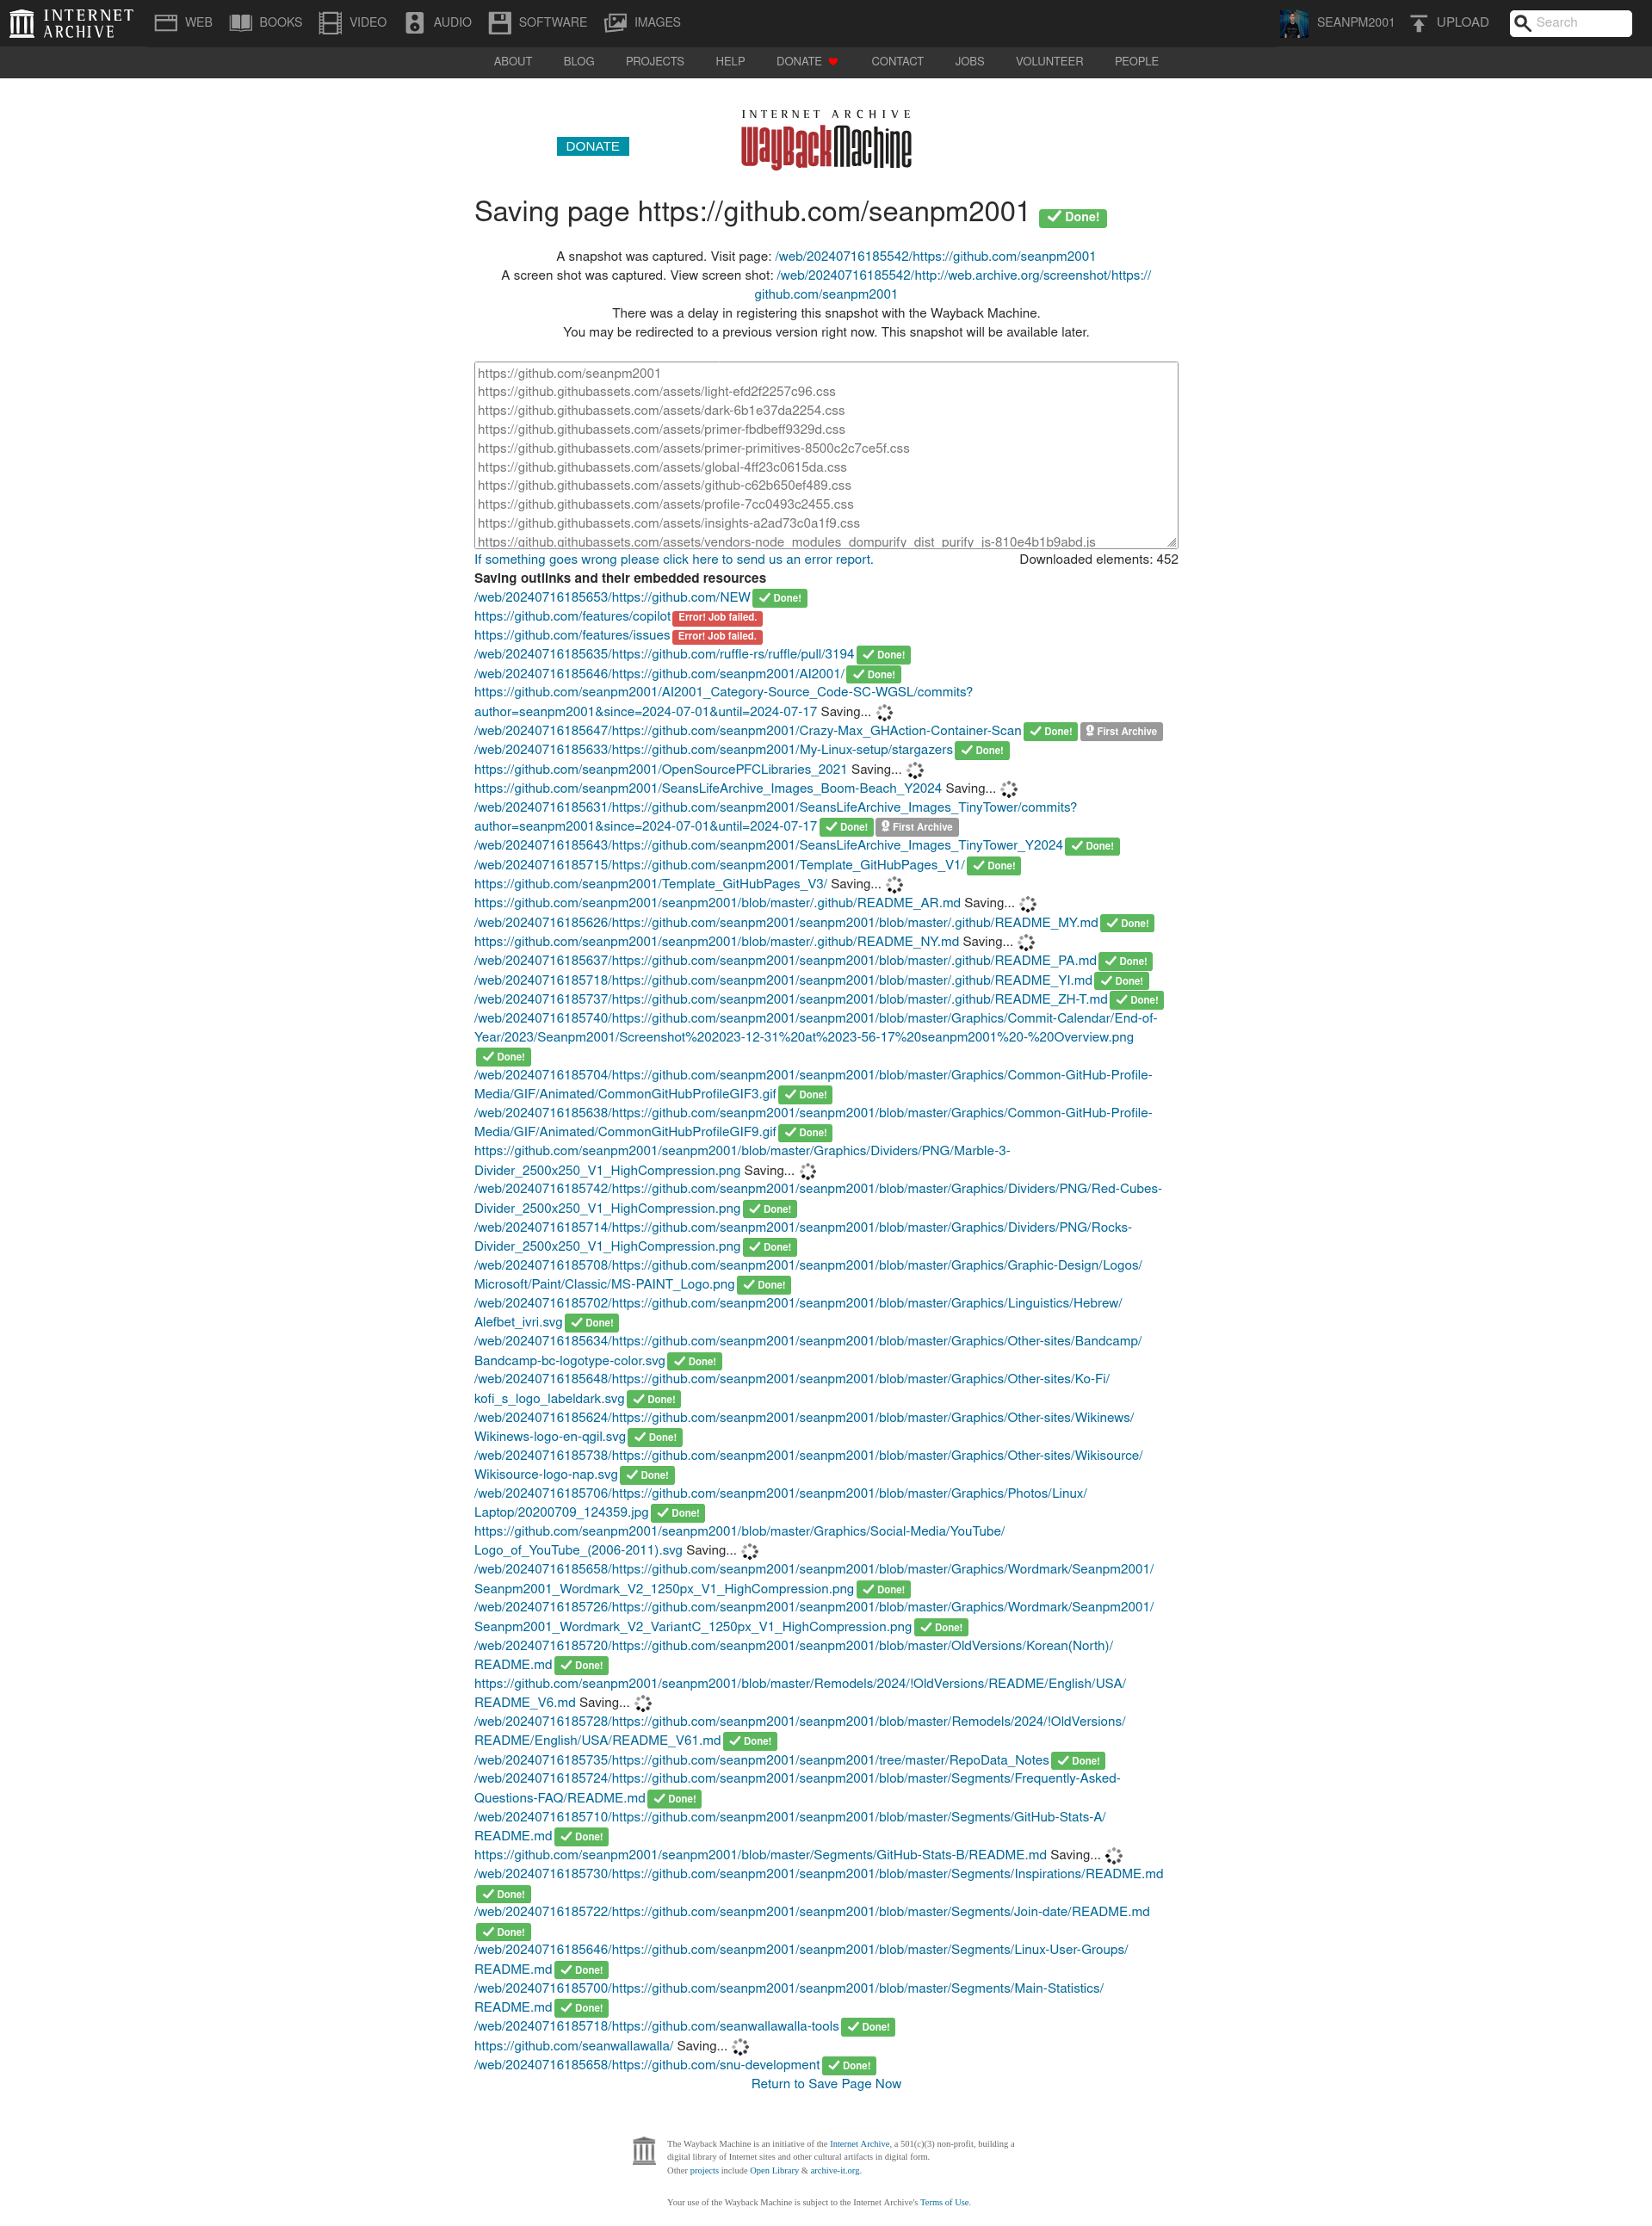 INTERNET ARCHIVE
WEB BOOKS VIDEO AUDIO SOFTWARE IMAGES SEANPM2001 UPLOAD Search
ABOUT BLOG PROJECTS HELP DONATE CONTACT JOBS VOLUNTEER PEOPLE
INTERNET ARCHIVE
DONATE WayBackMachine
Saving page https://github.com/seanpm2001 Done!
A snapshot was captured. Visit page: /web/20240716185542/https://github.com/seanpm2001
A screen shot was captured. View screen shot: /web/20240716185542/http://web.archive.org/screenshot/https://
github.com/seanpm2001
There was a delay in registering this snapshot with the Wayback Machine.
You may be redirected to a previous version right now. This snapshot will be available later.
https://github.com/seanpm2001
https://github.githubassets.com/assets/light-efd2f2257c96.css
https://github.githubassets.com/assets/dark-6b1e37da2254.css
https://github.githubassets.com/assets/primer-fbdbeff9329d.css
https://github.githubassets.com/assets/primer-primitives-8500c2c7ce5f.css
https://github.githubassets.com/assets/global-4ff23c0615da.css
https://github.githubassets.com/assets/github-c62b650ef489.css
https://github.githubassets.com/assets/profile-7cc0493c2455.css
https://github.githubassets.com/assets/insights-a2ad73c0a1f9.css
https://github.githubassets.com/assets/vendors-node_modules_dompurify_dist_purify_js-810e4b1b9abd.js
If something goes wrong please click here to send us an error report. Downloaded elements: 452
Saving outlinks and their embedded resources
/web/20240716185653/https://github.com/NEW Done!
https://github.com/features/copilot Error! Job failed.
https://github.com/features/issues Error! Job failed.
/web/20240716185635/https://github.com/ruffle-rs/ruffle/pull/3194 Done!
/web/20240716185646/https://github.com/seanpm2001/AI2001/ Done!
https://github.com/seanpm2001/AI2001_Category-Source_Code-SC-WGSL/commits?
author=seanpm2001&since=2024-07-01&until=2024-07-17 Saving...
/web/20240716185647/https://github.com/seanpm2001/Crazy-Max_GHAction-Container-Scan Done! First Archive
/web/20240716185633/https://github.com/seanpm2001/My-Linux-setup/stargazers Done!
https://github.com/seanpm2001/OpenSourcePFCLibraries_2021 Saving...
https://github.com/seanpm2001/SeansLifeArchive_Images_Boom-Beach_Y2024 Saving...
/web/20240716185631/https://github.com/seanpm2001/SeansLifeArchive_Images_TinyTower/commits?
author=seanpm2001&since=2024-07-01&until=2024-07-17 Done! First Archive
/web/20240716185643/https://github.com/seanpm2001/SeansLifeArchive_Images_TinyTower_Y2024 Done!
/web/20240716185715/https://github.com/seanpm2001/Template_GitHubPages_V1/ Done!
https://github.com/seanpm2001/Template_GitHubPages_V3/ Saving...
https://github.com/seanpm2001/seanpm2001/blob/master/.github/README_AR.md Saving...
/web/20240716185626/https://github.com/seanpm2001/seanpm2001/blob/master/.github/README_MY.md Done!
https://github.com/seanpm2001/seanpm2001/blob/master/.github/README_NY.md Saving...
/web/20240716185637/https://github.com/seanpm2001/seanpm2001/blob/master/.github/README_PA.md Done!
/web/20240716185718/https://github.com/seanpm2001/seanpm2001/blob/master/.github/README_YI.md Done!
/web/20240716185737/https://github.com/seanpm2001/seanpm2001/blob/master/.github/README_ZH-T.md Done!
/web/20240716185740/https://github.com/seanpm2001/seanpm2001/blob/master/Graphics/Commit-Calendar/End-of-
Year/2023/Seanpm2001/Screenshot%202023-12-31%20at%2023-56-17%20seanpm2001%20-%20Overview.png
Done!
/web/20240716185704/https://github.com/seanpm2001/seanpm2001/blob/master/Graphics/Common-GitHub-Profile-
Media/GIF/Animated/CommonGitHubProfileGIF3.gif Done!
/web/20240716185638/https://github.com/seanpm2001/seanpm2001/blob/master/Graphics/Common-GitHub-Profile-
Media/GIF/Animated/CommonGitHubProfileGIF9.gif Done!
https://github.com/seanpm2001/seanpm2001/blob/master/Graphics/Dividers/PNG/Marble-3-
Divider_2500x250_V1_HighCompression.png Saving...
/web/20240716185742/https://github.com/seanpm2001/seanpm2001/blob/master/Graphics/Dividers/PNG/Red-Cubes-
Divider_2500x250_V1_HighCompression.png Done!
/web/20240716185714/https://github.com/seanpm2001/seanpm2001/blob/master/Graphics/Dividers/PNG/Rocks-
Divider_2500x250_V1_HighCompression.png Done!
/web/20240716185708/https://github.com/seanpm2001/seanpm2001/blob/master/Graphics/Graphic-Design/Logos/
Microsoft/Paint/Classic/MS-PAINT_Logo.png Done!
/web/20240716185702/https://github.com/seanpm2001/seanpm2001/blob/master/Graphics/Linguistics/Hebrew/
Alefbet_ivri.svg Done!
/web/20240716185634/https://github.com/seanpm2001/seanpm2001/blob/master/Graphics/Other-sites/Bandcamp/
Bandcamp-bc-logotype-color.svg Done!
/web/20240716185648/https://github.com/seanpm2001/seanpm2001/blob/master/Graphics/Other-sites/Ko-Fi/
kofi_s_logo_labeldark.svg Done!
/web/20240716185624/https://github.com/seanpm2001/seanpm2001/blob/master/Graphics/Other-sites/Wikinews/
Wikinews-logo-en-qgil.svg Done!
/web/20240716185738/https://github.com/seanpm2001/seanpm2001/blob/master/Graphics/Other-sites/Wikisource/
Wikisource-logo-nap.svg Done!
/web/20240716185706/https://github.com/seanpm2001/seanpm2001/blob/master/Graphics/Photos/Linux/
Laptop/20200709_124359.jpg Done!
https://github.com/seanpm2001/seanpm2001/blob/master/Graphics/Social-Media/YouTube/
Logo_of_YouTube_(2006-2011).svg Saving...
/web/20240716185658/https://github.com/seanpm2001/seanpm2001/blob/master/Graphics/Wordmark/Seanpm2001/
Seanpm2001_Wordmark_V2_1250px_V1_HighCompression.png Done!
/web/20240716185726/https://github.com/seanpm2001/seanpm2001/blob/master/Graphics/Wordmark/Seanpm2001/
Seanpm2001_Wordmark_V2_VariantC_1250px_V1_HighCompression.png Done!
/web/20240716185720/https://github.com/seanpm2001/seanpm2001/blob/master/OldVersions/Korean(North)/
README.md Done!
https://github.com/seanpm2001/seanpm2001/blob/master/Remodels/2024/!OldVersions/README/English/USA/
README_V6.md Saving...
/web/20240716185728/https://github.com/seanpm2001/seanpm2001/blob/master/Remodels/2024/!OldVersions/
README/English/USA/README_V61.md Done!
/web/20240716185735/https://github.com/seanpm2001/seanpm2001/tree/master/RepoData_Notes Done!
/web/20240716185724/https://github.com/seanpm2001/seanpm2001/blob/master/Segments/Frequently-Asked-
Questions-FAQ/README.md Done!
/web/20240716185710/https://github.com/seanpm2001/seanpm2001/blob/master/Segments/GitHub-Stats-A/
README.md Done!
https://github.com/seanpm2001/seanpm2001/blob/master/Segments/GitHub-Stats-B/README.md Saving...
/web/20240716185730/https://github.com/seanpm2001/seanpm2001/blob/master/Segments/Inspirations/README.md
Done!
/web/20240716185722/https://github.com/seanpm2001/seanpm2001/blob/master/Segments/Join-date/README.md
Done!
/web/20240716185646/https://github.com/seanpm2001/seanpm2001/blob/master/Segments/Linux-User-Groups/
README.md Done!
/web/20240716185700/https://github.com/seanpm2001/seanpm2001/blob/master/Segments/Main-Statistics/
README.md Done!
/web/20240716185718/https://github.com/seanwallawalla-tools Done!
https://github.com/seanwallawalla/ Saving...
/web/20240716185658/https://github.com/snu-development Done!
Return to Save Page Now
The Wayback Machine is an initiative of the Internet Archive, a 501(c)(3) non-profit, building a
digital library of Internet sites and other cultural artifacts in digital form.
Other projects include Open Library & archive-it.org.
Your use of the Wayback Machine is subject to the Internet Archive's Terms of Use.